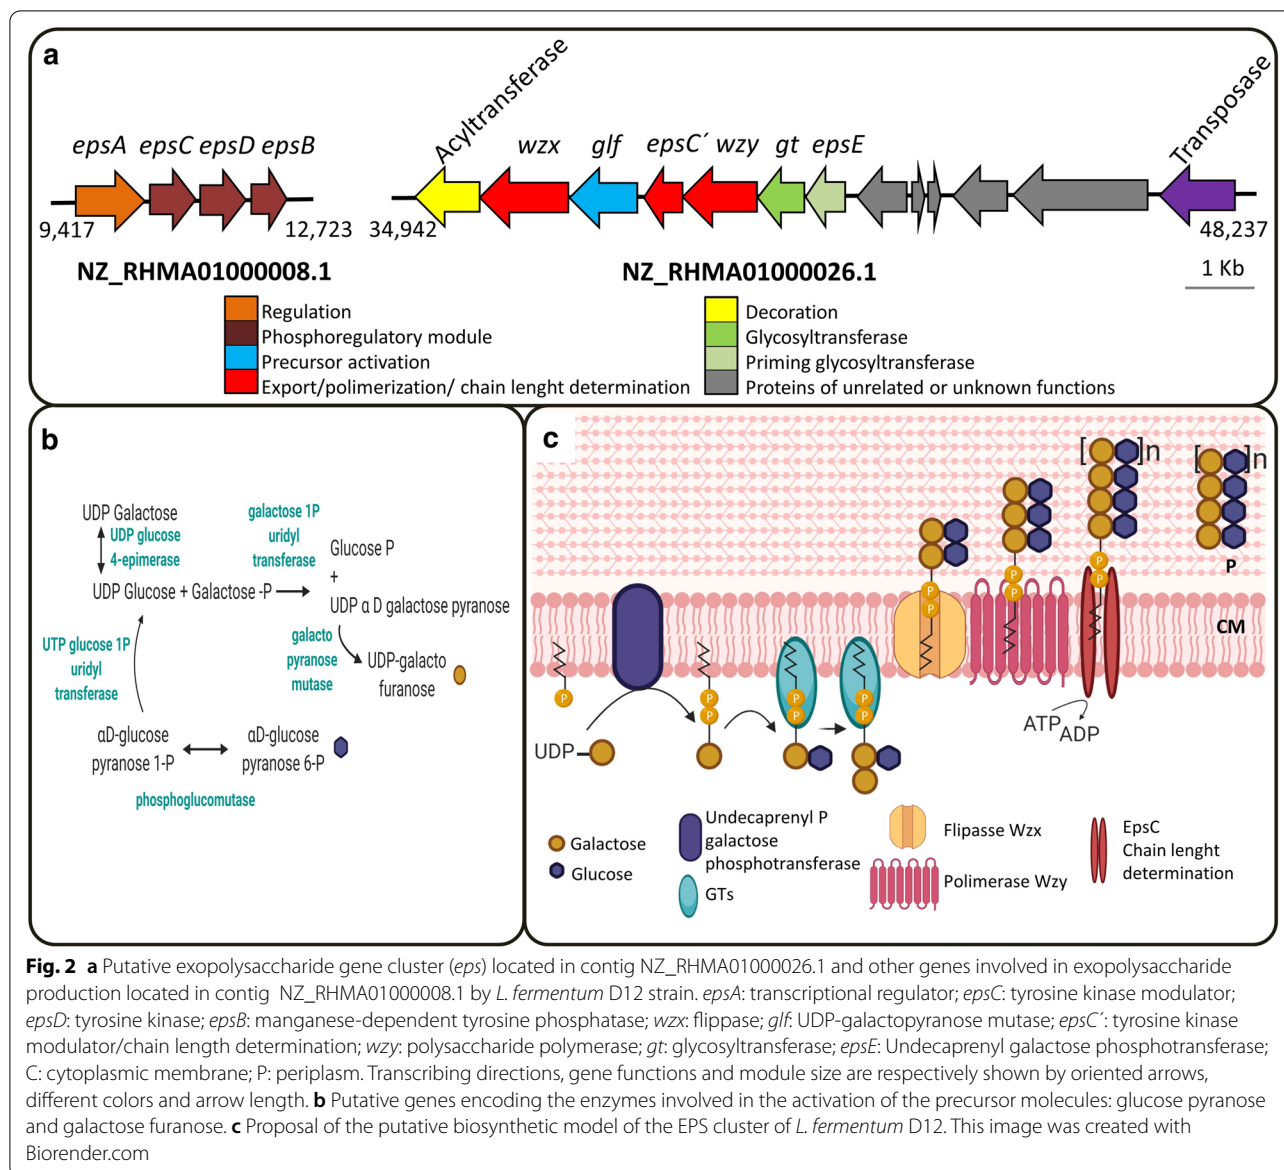 a
Acyltransferase
Transposase
epsA epsC epsD epsB
wzx glf epsC´ wzy gt epsE
9,417 12,723 34,942 48,237
NZ_RHMA01000008.1 NZ_RHMA01000026.1
1 Kb
Regulation
Phosphoregulatory module
Precursor activation
Export/polimerization/ chain lenght determination
Decoration
Glycosyltransferase
Priming glycosyltransferase
Proteins of unrelated or unknown functions
b
UDP Galactose
UDP glucose
4-epimerase
galactose 1P
uridyl
transferase
UDP Glucose + Galactose -P
Glucose P
+
UDP α D galactose pyranose
galacto
pyranose
mutase
UDP-galacto
furanose
UTP glucose 1P
uridyl
transferase
αD-glucose
pyranose 1-P
αD-glucose
pyranose 6-P
phosphoglucomutase
c
[ ]n
[ ]n
P
CM
P
P
P
P
P
P
P
P
P
P
P
P
P
UDP
ATP
ADP
Galactose
Glucose
Undecaprenyl P
galactose
phosphotransferase
GTs
Flipasse Wzx
Polimerase Wzy
EpsC
Chain lenght
determination
Fig. 2 a Putative exopolysaccharide gene cluster (eps) located in contig NZ_RHMA01000026.1 and other genes involved in exopolysaccharide
production located in contig NZ_RHMA01000008.1 by L. fermentum D12 strain. epsA: transcriptional regulator; epsC: tyrosine kinase modulator;
epsD: tyrosine kinase; epsB: manganese-dependent tyrosine phosphatase; wzx: flippase; glf: UDP-galactopyranose mutase; epsC´: tyrosine kinase
modulator/chain length determination; wzy: polysaccharide polymerase; gt: glycosyltransferase; epsE: Undecaprenyl galactose phosphotransferase;
C: cytoplasmic membrane; P: periplasm. Transcribing directions, gene functions and module size are respectively shown by oriented arrows,
different colors and arrow length. b Putative genes encoding the enzymes involved in the activation of the precursor molecules: glucose pyranose
and galactose furanose. c Proposal of the putative biosynthetic model of the EPS cluster of L. fermentum D12. This image was created with
Biorender.com